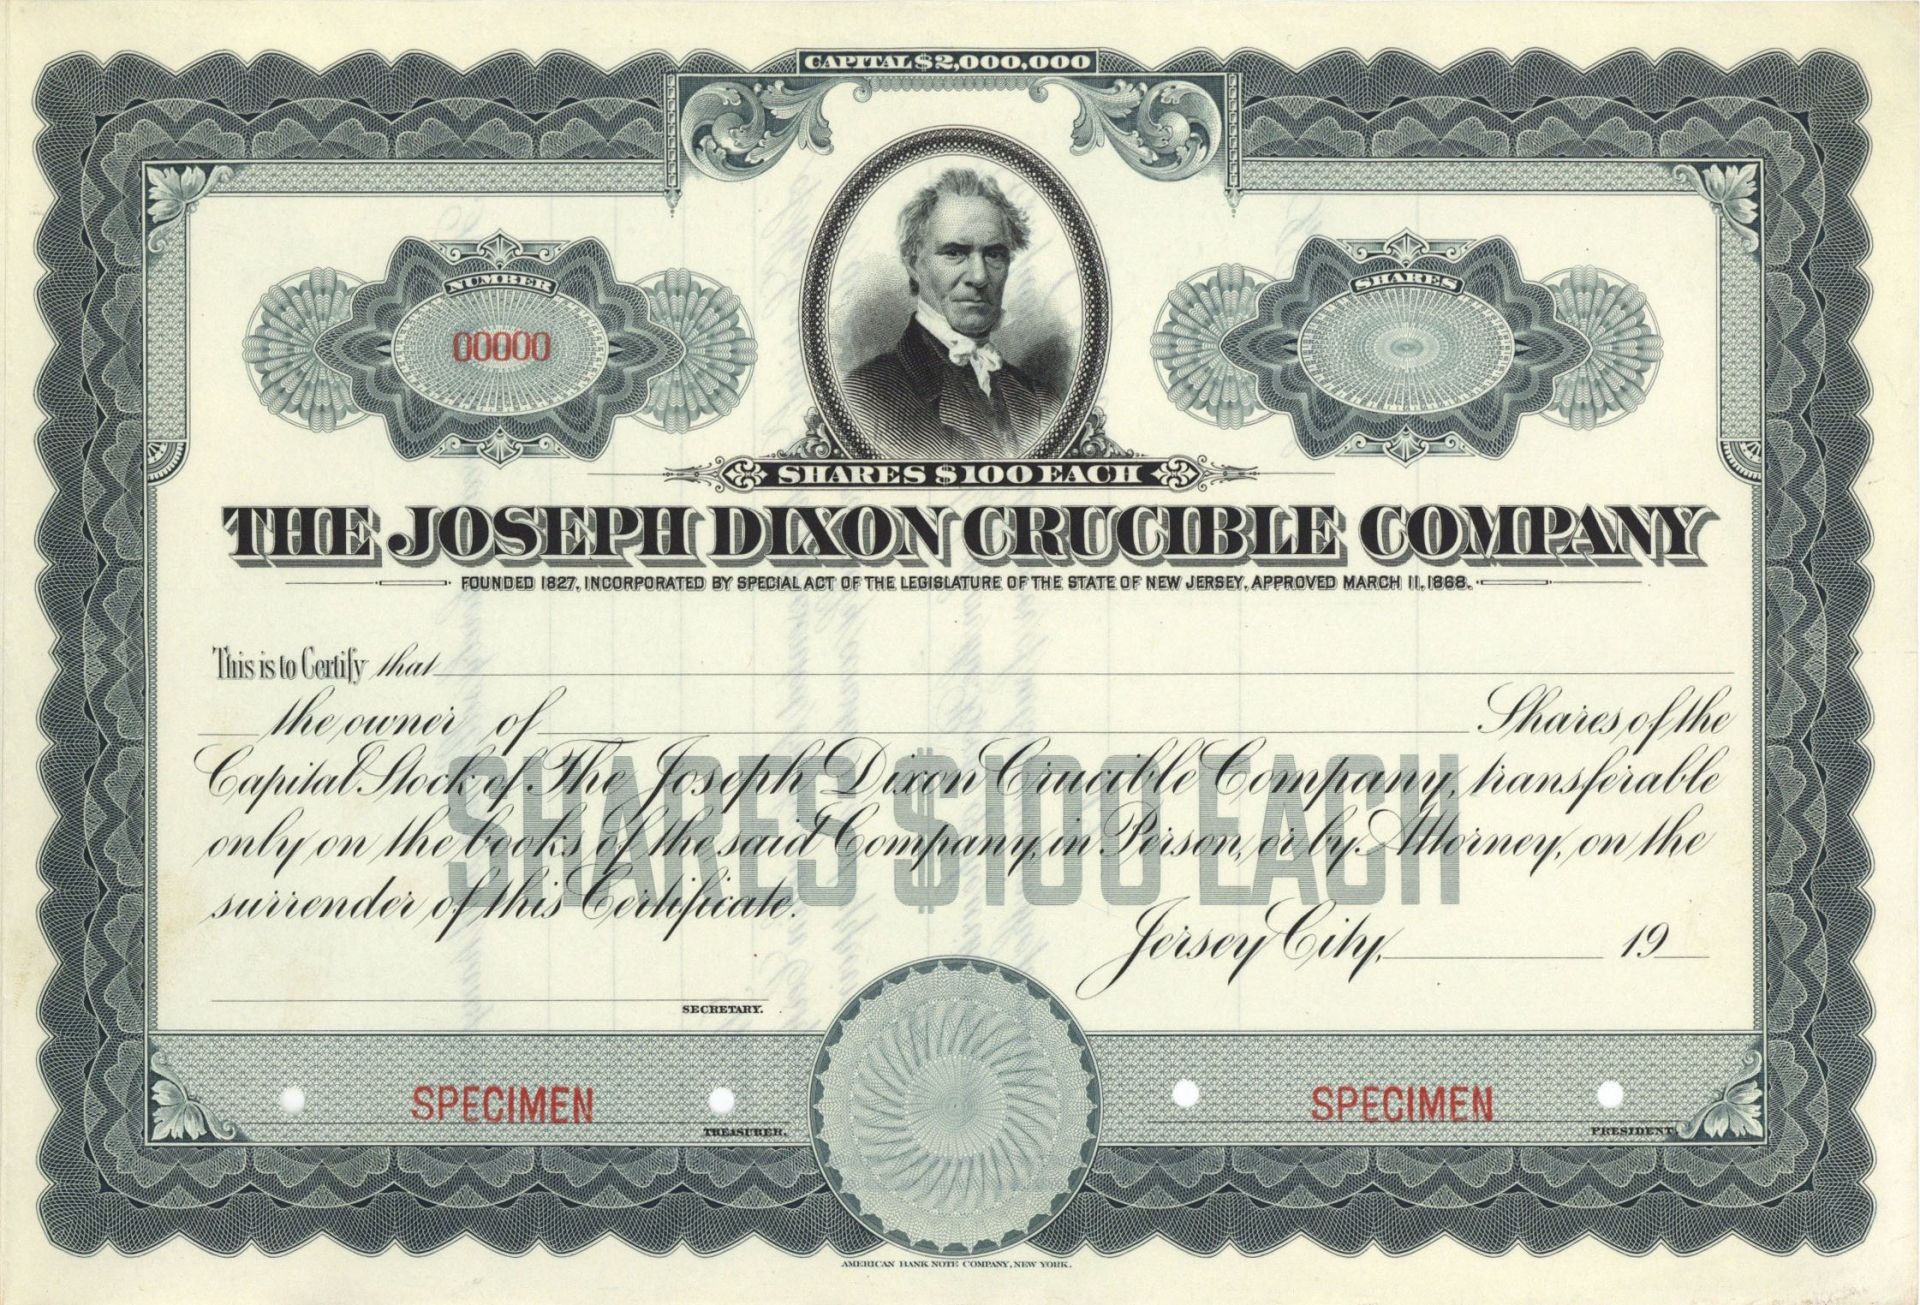 CAPITAL $2,000,000
NUMBER
00000
SHARES
SHARES $100 EACH
THE JOSEPH DIXON CRUCIBLE COMPANY
FOUNDED 1827, INCORPORATED BY SPECIAL ACT OF THE LEGISLATURE OF THE STATE OF NEW JERSEY, APPROVED MARCH 11, 1868.
This is to Certify that
the owner of Shares of the
Capital Stock of The Joseph Dixon Crucible Company, transferable
only on the books of the said Company, in Person, or by Attorney, on the
surrender of this Certificate.
SHARES $100 EACH
Jersey City, 19
SECRETARY.
SPECIMEN
TREASURER.
SPECIMEN
PRESIDENT.
AMERICAN BANK NOTE COMPANY, NEW YORK.